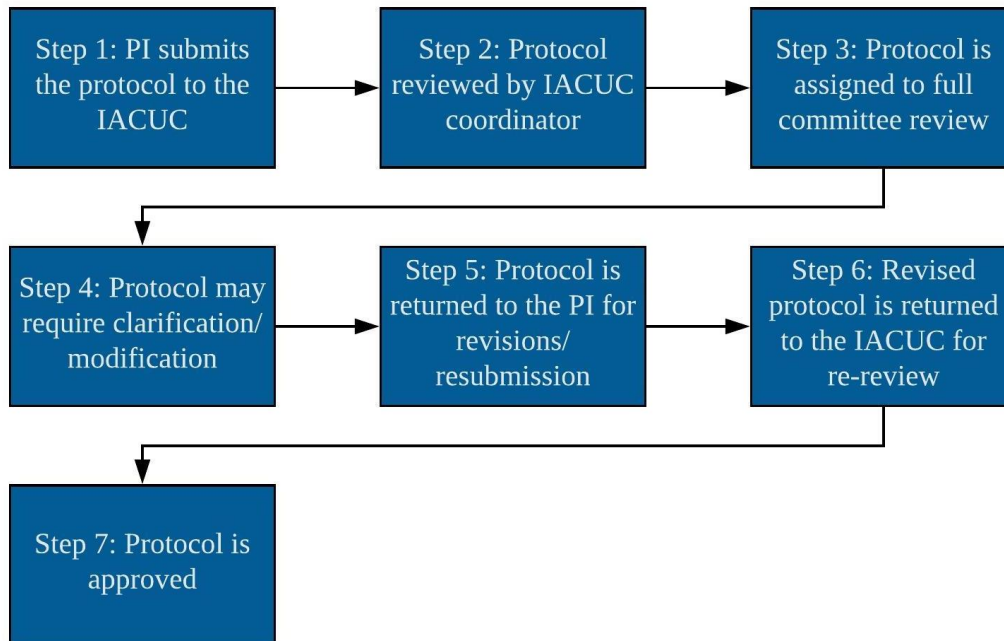 Step 1: PI submits
the protocol to the
IACUC
Step 2: Protocol
reviewed by IACUC
coordinator
Step 3: Protocol is
assigned to full
committee review
Step 4: Protocol may
require clarification/
modification
Step 5: Protocol is
returned to the PI for
revisions/
resubmission
Step 6: Revised
protocol is returned
to the IACUC for
re-review
Step 7: Protocol is
approved